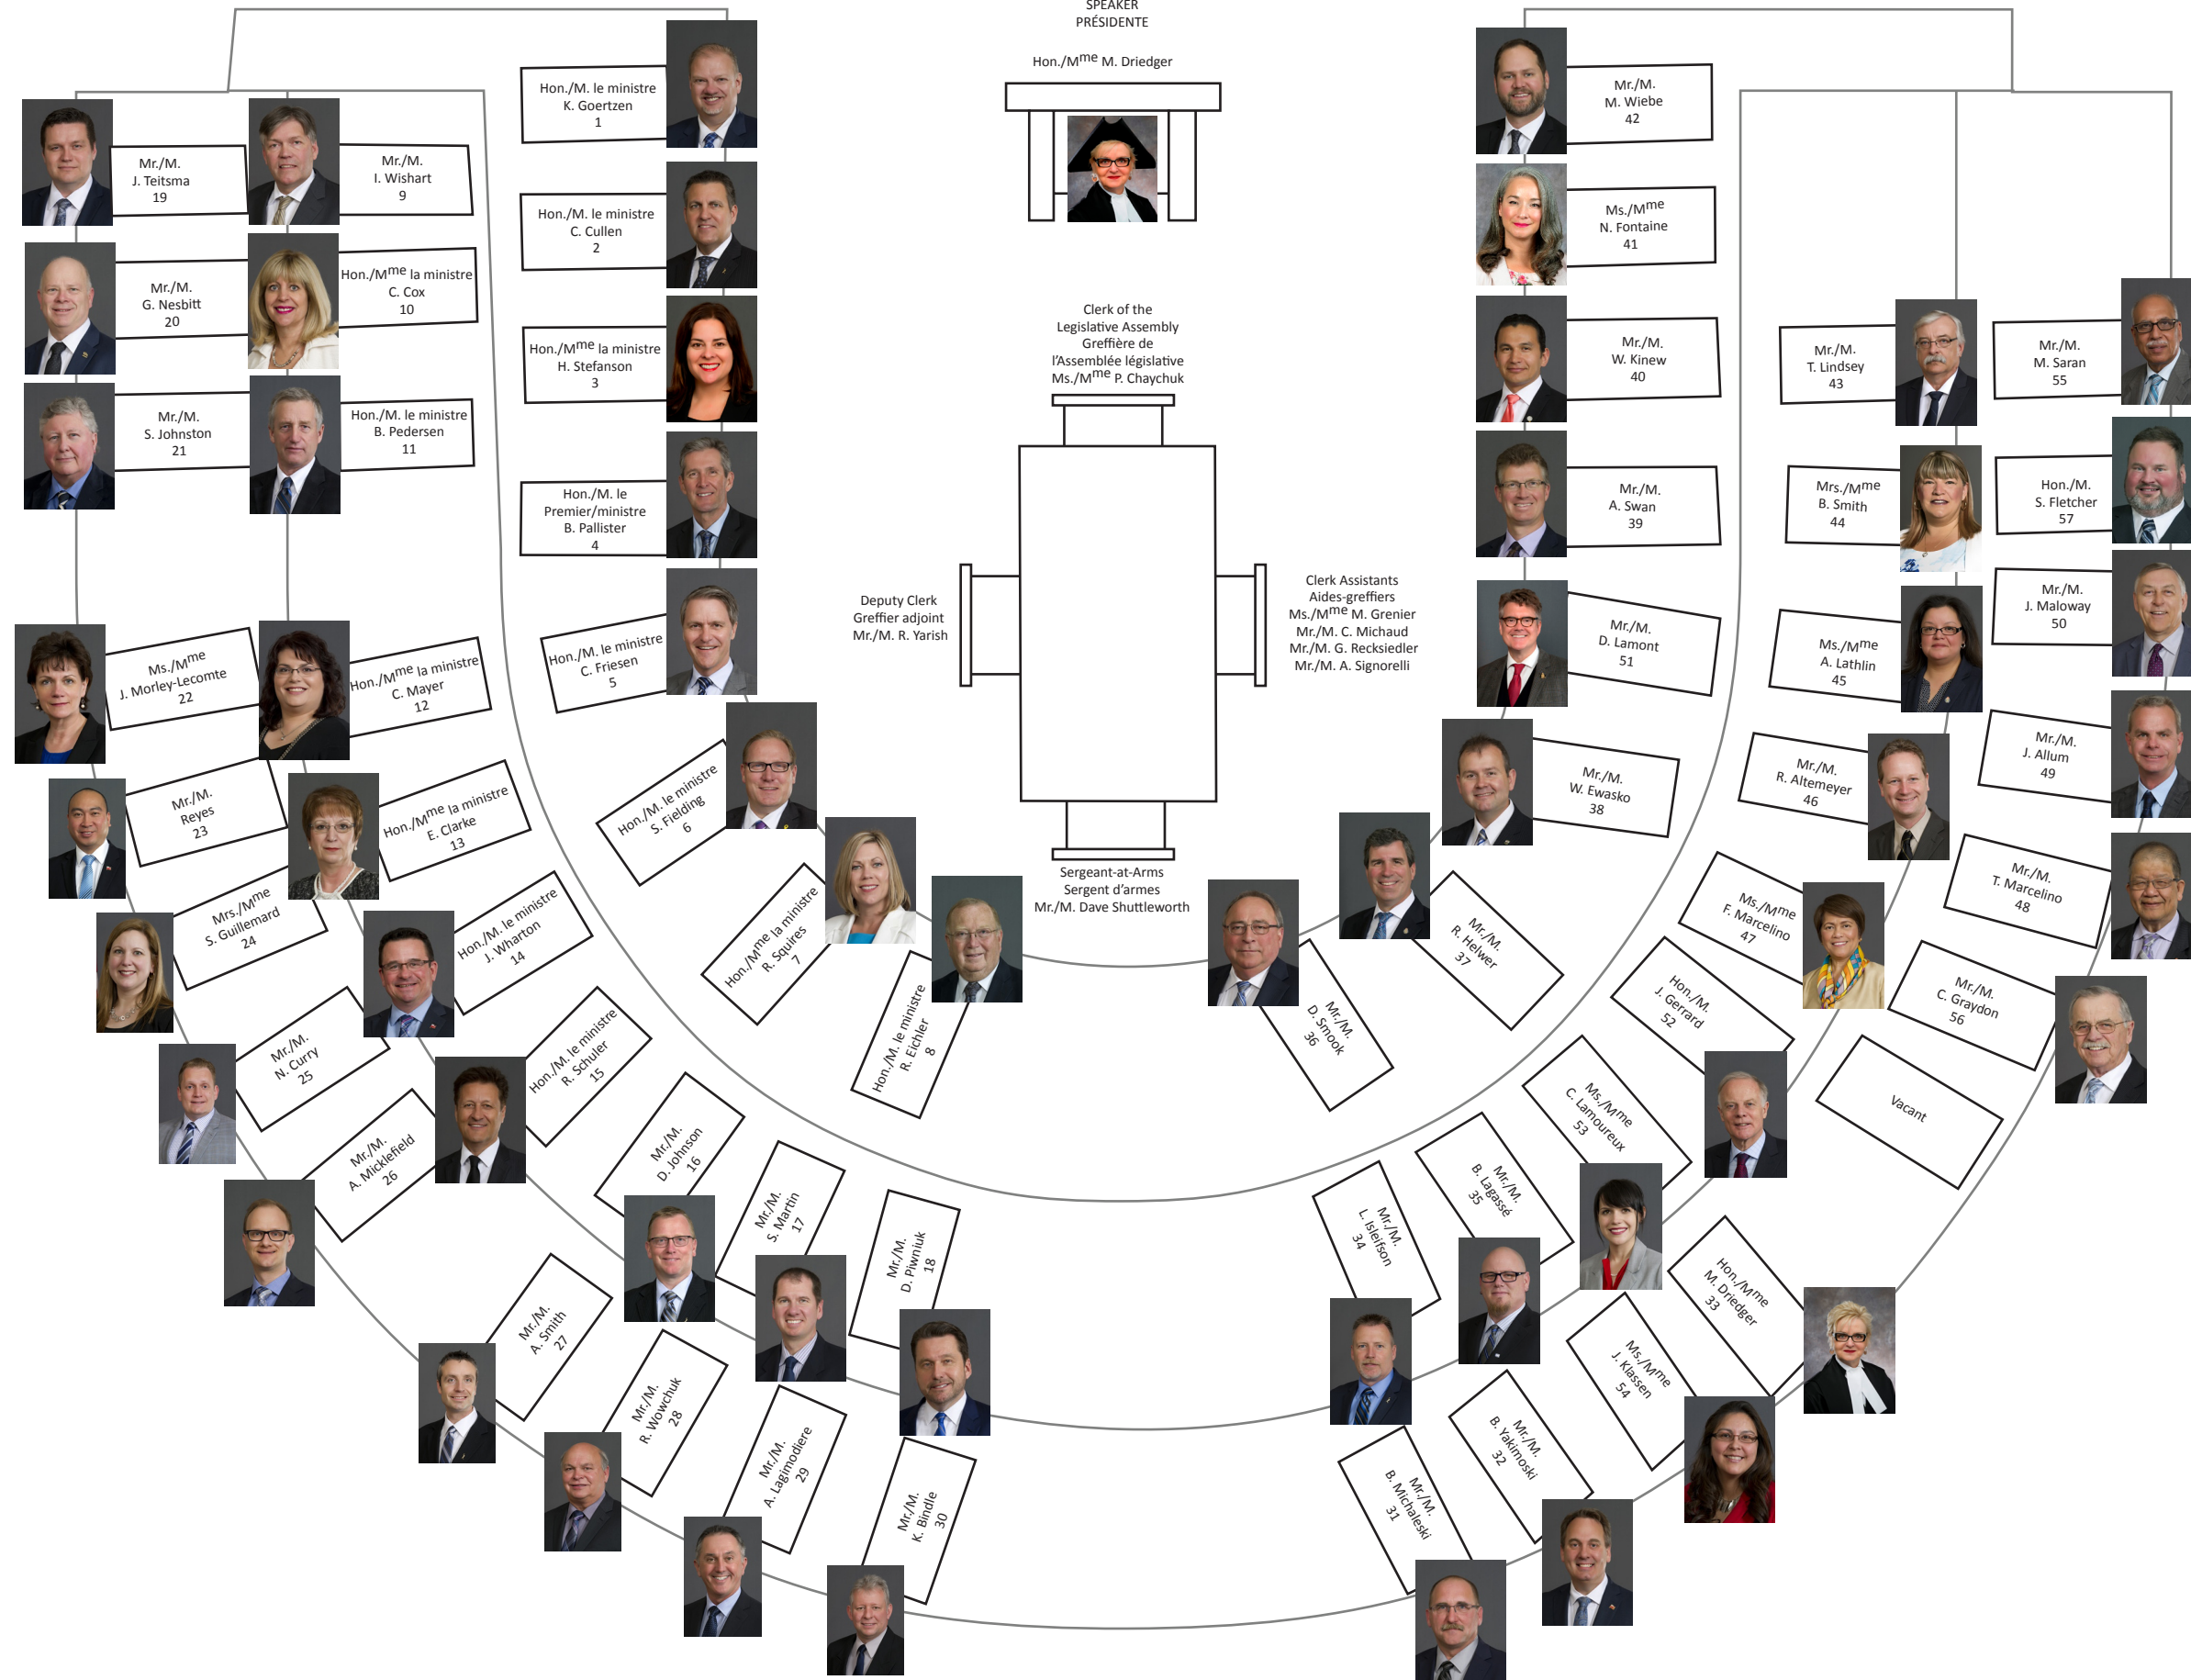 SPEAKER
PRÉSIDENTE
Hon./Mme M. Driedger
Hon./M. le ministre
K. Goertzen
1
Hon./M. le ministre
C. Cullen
2
Hon./Mme la ministre
H. Stefanson
3
Hon./M. le
Premier/ministre
B. Pallister
4
Hon./M. le ministre
C. Friesen
5
Hon./M. le ministre
S. Fielding
6
Hon./Mme la ministre
R. Squires
7
Hon./M. le ministre
R. Eichler
8
Mr./M.
I. Wishart
9
Hon./Mme la ministre
C. Cox
10
Hon./M. le ministre
B. Pedersen
11
Hon./Mme la ministre
C. Mayer
12
Hon./Mme la ministre
E. Clarke
13
Hon./M. le ministre
J. Wharton
14
Hon./M. le ministre
R. Schuler
15
Mr./M.
D. Johnson
16
Mr./M.
S. Martin
17
Mr./M.
D. Piwniuk
18
Mr./M.
J. Teitsma
19
Mr./M.
G. Nesbitt
20
Mr./M.
S. Johnston
21
Ms./Mme
J. Morley-Lecomte
22
Mr./M.
Reyes
23
Mrs./Mme
S. Guillemard
24
Mr./M.
N. Curry
25
Mr./M.
A. Micklefield
26
Mr./M.
A. Smith
27
Mr./M.
R. Wowchuk
28
Mr./M.
A. Lagimodiere
29
Mr./M.
K. Bindle
30
Clerk of the
Legislative Assembly
Greffière de
l'Assemblée législative
Ms./Mme P. Chaychuk
Deputy Clerk
Greffier adjoint
Mr./M. R. Yarish
Clerk Assistants
Aides-greffiers
Ms./Mme M. Grenier
Mr./M. C. Michaud
Mr./M. G. Recksiedler
Mr./M. A. Signorelli
Sergeant-at-Arms
Sergent d'armes
Mr./M. Dave Shuttleworth
Mr./M.
M. Wiebe
42
Ms./Mme
N. Fontaine
41
Mr./M.
W. Kinew
40
Mr./M.
A. Swan
39
Mr./M.
D. Lamont
51
Mr./M.
W. Ewasko
38
Mr./M.
R. Helwer
37
Mr./M.
D. Smook
36
Mr./M.
T. Lindsey
43
Mrs./Mme
B. Smith
44
Ms./Mme
A. Lathlin
45
Mr./M.
R. Altemeyer
46
Ms./Mme
F. Marcelino
47
Hon./M.
J. Gerrard
52
Ms./Mme
C. Lamoureux
53
Mr./M.
B. Lagassé
35
Mr./M.
L. Isleifson
34
Mr./M.
M. Saran
55
Hon./M.
S. Fletcher
57
Mr./M.
J. Maloway
50
Mr./M.
J. Allum
49
Mr./M.
T. Marcelino
48
Mr./M.
C. Graydon
56
Vacant
Hon./Mme
M. Driedger
33
Ms./Mme
J. Klassen
54
Mr./M.
B. Yakimoski
32
Mr./M.
B. Michaleski
31